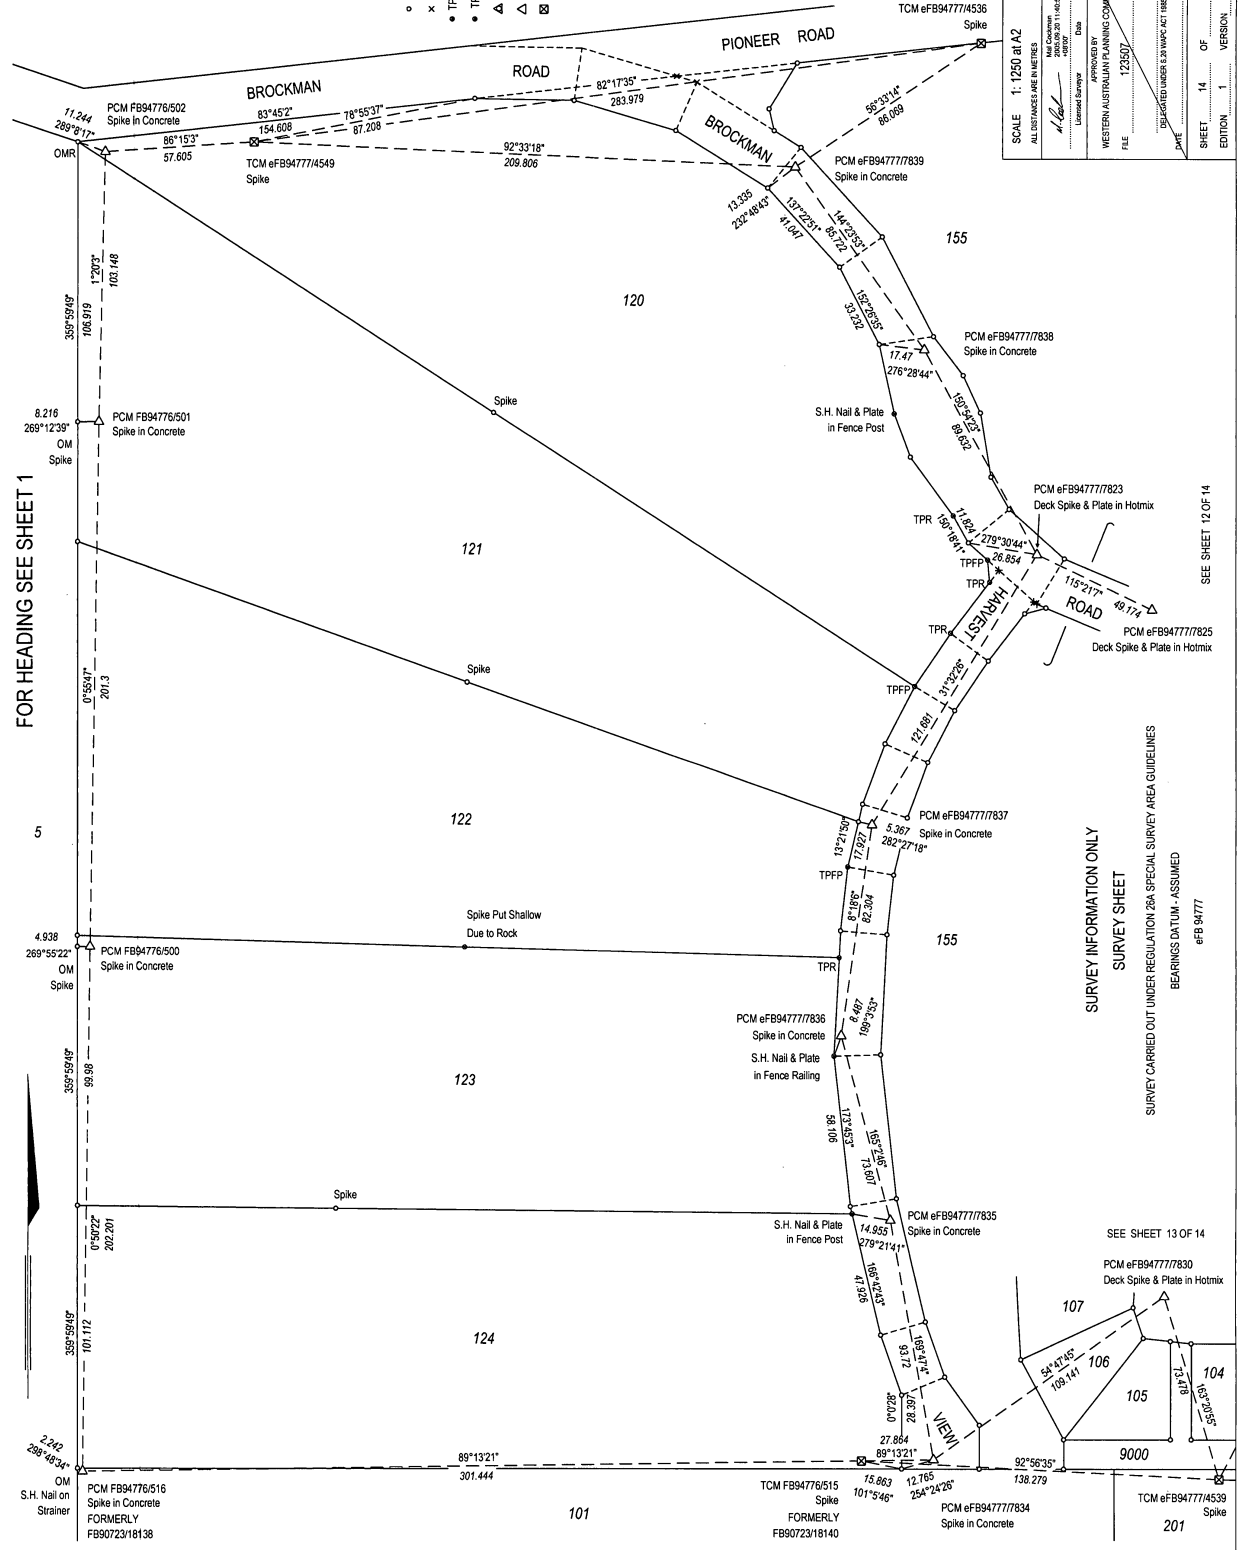 TCM eFB94777/4536
Spike
PIONEER ROAD
BROCKMAN
ROAD
82°17'35"
283.979
11.244
289°8'17"
PCM FB94776/502
Spike In Concrete
83°45'2"
154.608
78°55'37"
87.208
OMR
86°15'3"
57.605
TCM eFB94777/4549
Spike
92°33'18"
209.806
BROCKMAN
56°33'14"
86.069
PCM eFB94777/7839
Spike in Concrete
13.335
232°48'43"
137°22'51"
41.047
144°23'53"
85.722
155
120
1°20'3"
103.148
359°59'49"
106.919
152°26'35"
33.232
PCM eFB94777/7838
Spike in Concrete
17.47
276°28'44"
Spike
S.H. Nail & Plate
in Fence Post
150°54'23"
89.632
8.216
269°12'39"
OM
Spike
PCM FB94776/501
Spike in Concrete
FOR HEADING SEE SHEET 1
PCM eFB94777/7823
Deck Spike & Plate in Hotmix
TPR
11.824
150°18'41"
279°30'44"
26.854
TPFP
TPR
121
115°21'7"
49.174
ROAD
HARVEST
SEE SHEET 12 OF 14
PCM eFB94777/7825
Deck Spike & Plate in Hotmix
TPR
TPFP
31°32'26"
121.681
Spike
0°55'47"
201.3
5
122
PCM eFB94777/7837
Spike in Concrete
5.367
282°27'18"
13°21'50"
17.927
TPFP
8°18'6"
82.304
Spike Put Shallow
Due to Rock
4.938
269°55'22"
OM
Spike
PCM FB94776/500
Spike in Concrete
TPR
155
PCM eFB94777/7836
Spike in Concrete
8.487
199°3'53"
S.H. Nail & Plate
in Fence Railing
123
359°59'49"
99.98
173°45'3"
58.106
165°2'46"
73.607
Spike
S.H. Nail & Plate
in Fence Post
14.955
279°21'41"
PCM eFB94777/7835
Spike in Concrete
0°50'22"
202.201
359°59'49"
101.112
124
166°42'43"
47.926
169°47'4"
93.72
0°0'28"
28.397
VIEW
SEE SHEET 13 OF 14
PCM eFB94777/7830
Deck Spike & Plate in Hotmix
107
106
105
104
54°47'45"
109.141
73.478
163°20'55"
9000
2.242
298°48'34"
OM
S.H. Nail on
Strainer
PCM FB94776/516
Spike in Concrete
FORMERLY
FB90723/18138
89°13'21"
301.444
27.864
89°13'21"
92°56'35"
138.279
TCM FB94776/515
Spike
FORMERLY
FB90723/18140
15.863
101°5'46"
12.765
254°24'26"
PCM eFB94777/7834
Spike in Concrete
TCM eFB94777/4539
Spike
101
201
SURVEY INFORMATION ONLY
SURVEY SHEET
SURVEY CARRIED OUT UNDER REGULATION 26A SPECIAL SURVEY AREA GUIDELINES
BEARINGS DATUM - ASSUMED
eFB 94777
SCALE 1: 1250 at A2
ALL DISTANCES ARE IN METRES
Mal Cockman
Licensed Surveyor Date
APPROVED BY
WESTERN AUSTRALIAN PLANNING
FILE 123507
DELEGATED UNDER S.20 WAPC ACT
DATE
SHEET 14 OF
EDITION 1 VERSION